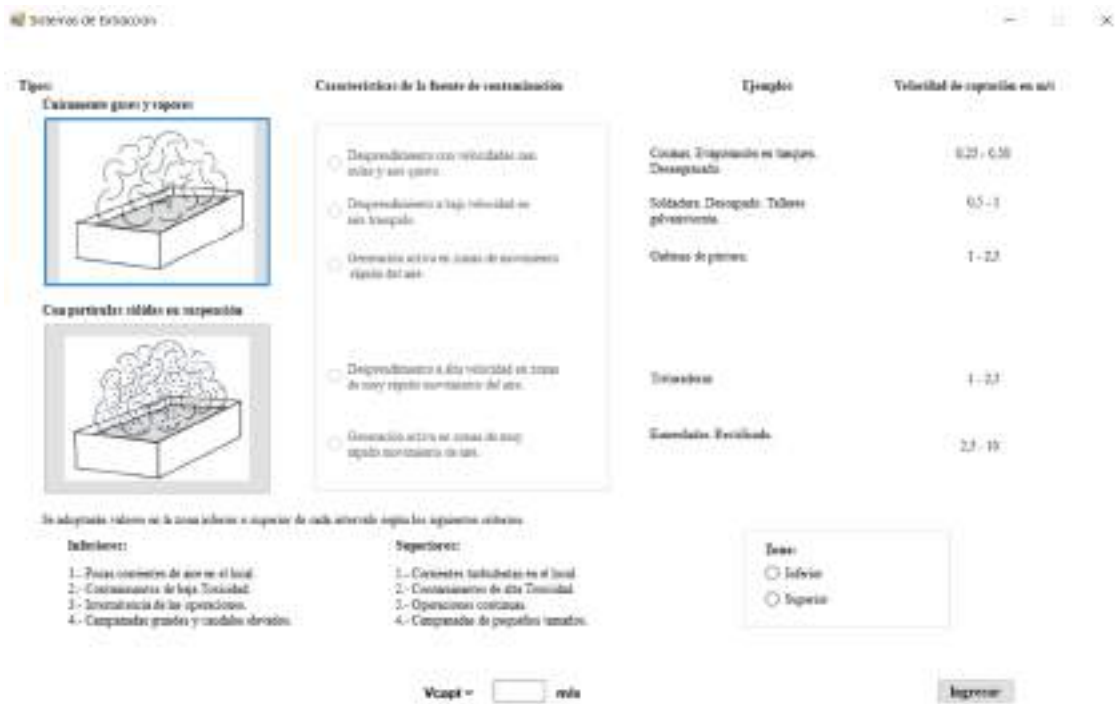 Sistemas de Extracción
Tipos:
Únicamente gases y vapores
Características de la fuente de contaminación
Ejemplos
Velocidad de captación en m/s
Desprendimiento con velocidades casi
nulas y aire quieto.
Cocinas. Evaporación en tanques.
Desengrasado.
0,25 - 0,50
Desprendimiento a baja velocidad en
aire tranquilo.
Soldadura. Decapado. Talleres
galvanotecnia.
0,5 - 1
Generación activa en zonas de movimiento
rápido del aire.
Cabinas de pintura.
1 - 2,5
Con partículas sólidas en suspensión
Desprendimiento a alta velocidad en zonas
de muy rápido movimiento del aire.
Trituradoras
1 - 2,5
Generación activa en zonas de muy
rápido movimiento de aire.
Esmerilado. Rectificado.
2,5 - 10
Se adoptarán valores en la zona inferior o superior de cada intervalo según los siguientes criterios:
Inferiores:
1.- Pocas corrientes de aire en el local.
2.- Contaminantes de baja Toxicidad.
3.- Intermitencia de las operaciones.
4.- Campanadas grandes y caudales elevados.
Superiores:
1.- Corrientes turbulentas en el local
2.- Contaminantes de alta Toxicidad.
3.- Operaciones continuas.
4.- Campanadas de pequeños tamaños.
Zona:
Inferior
Superior
Vcapt = m/s
Ingresar